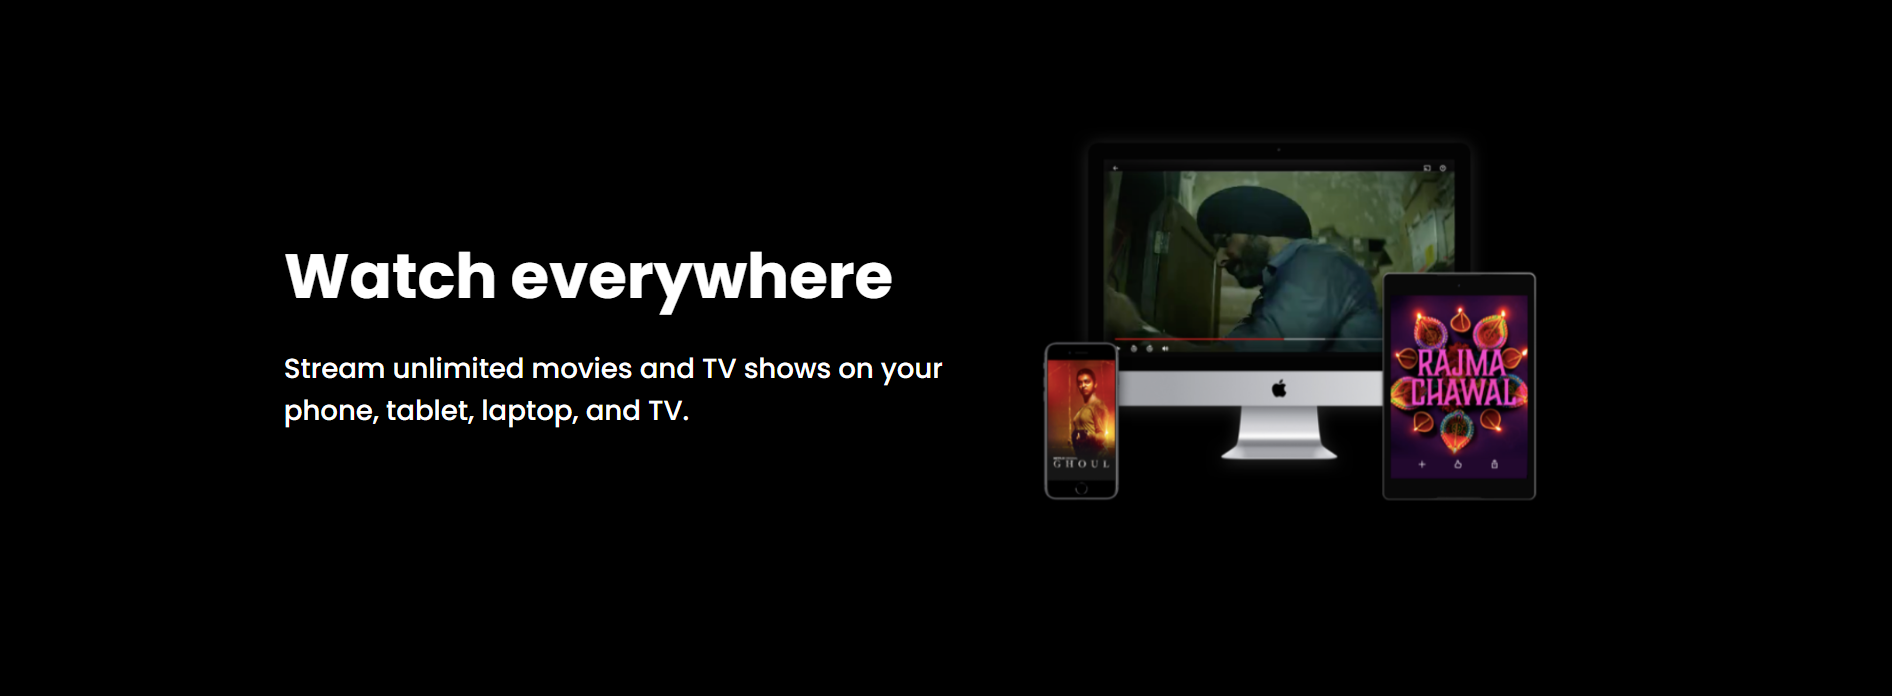 Watch everywhere
Stream unlimited movies and TV shows on your
phone, tablet, laptop, and TV.
RAJMA
CHAWAL
GHOUL